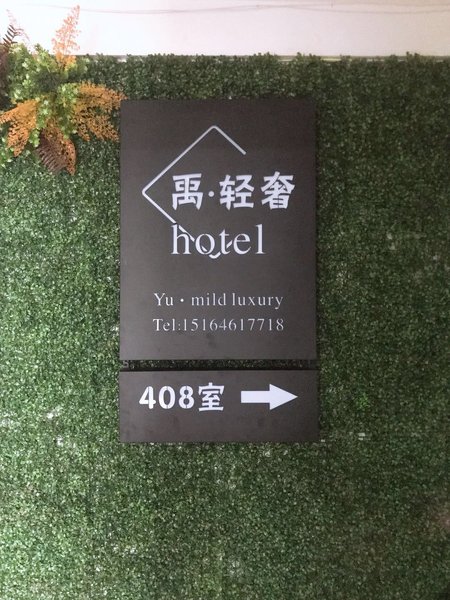 禹·轻奢
hotel
Yu·mild luxury
Tel:15164617718
408室